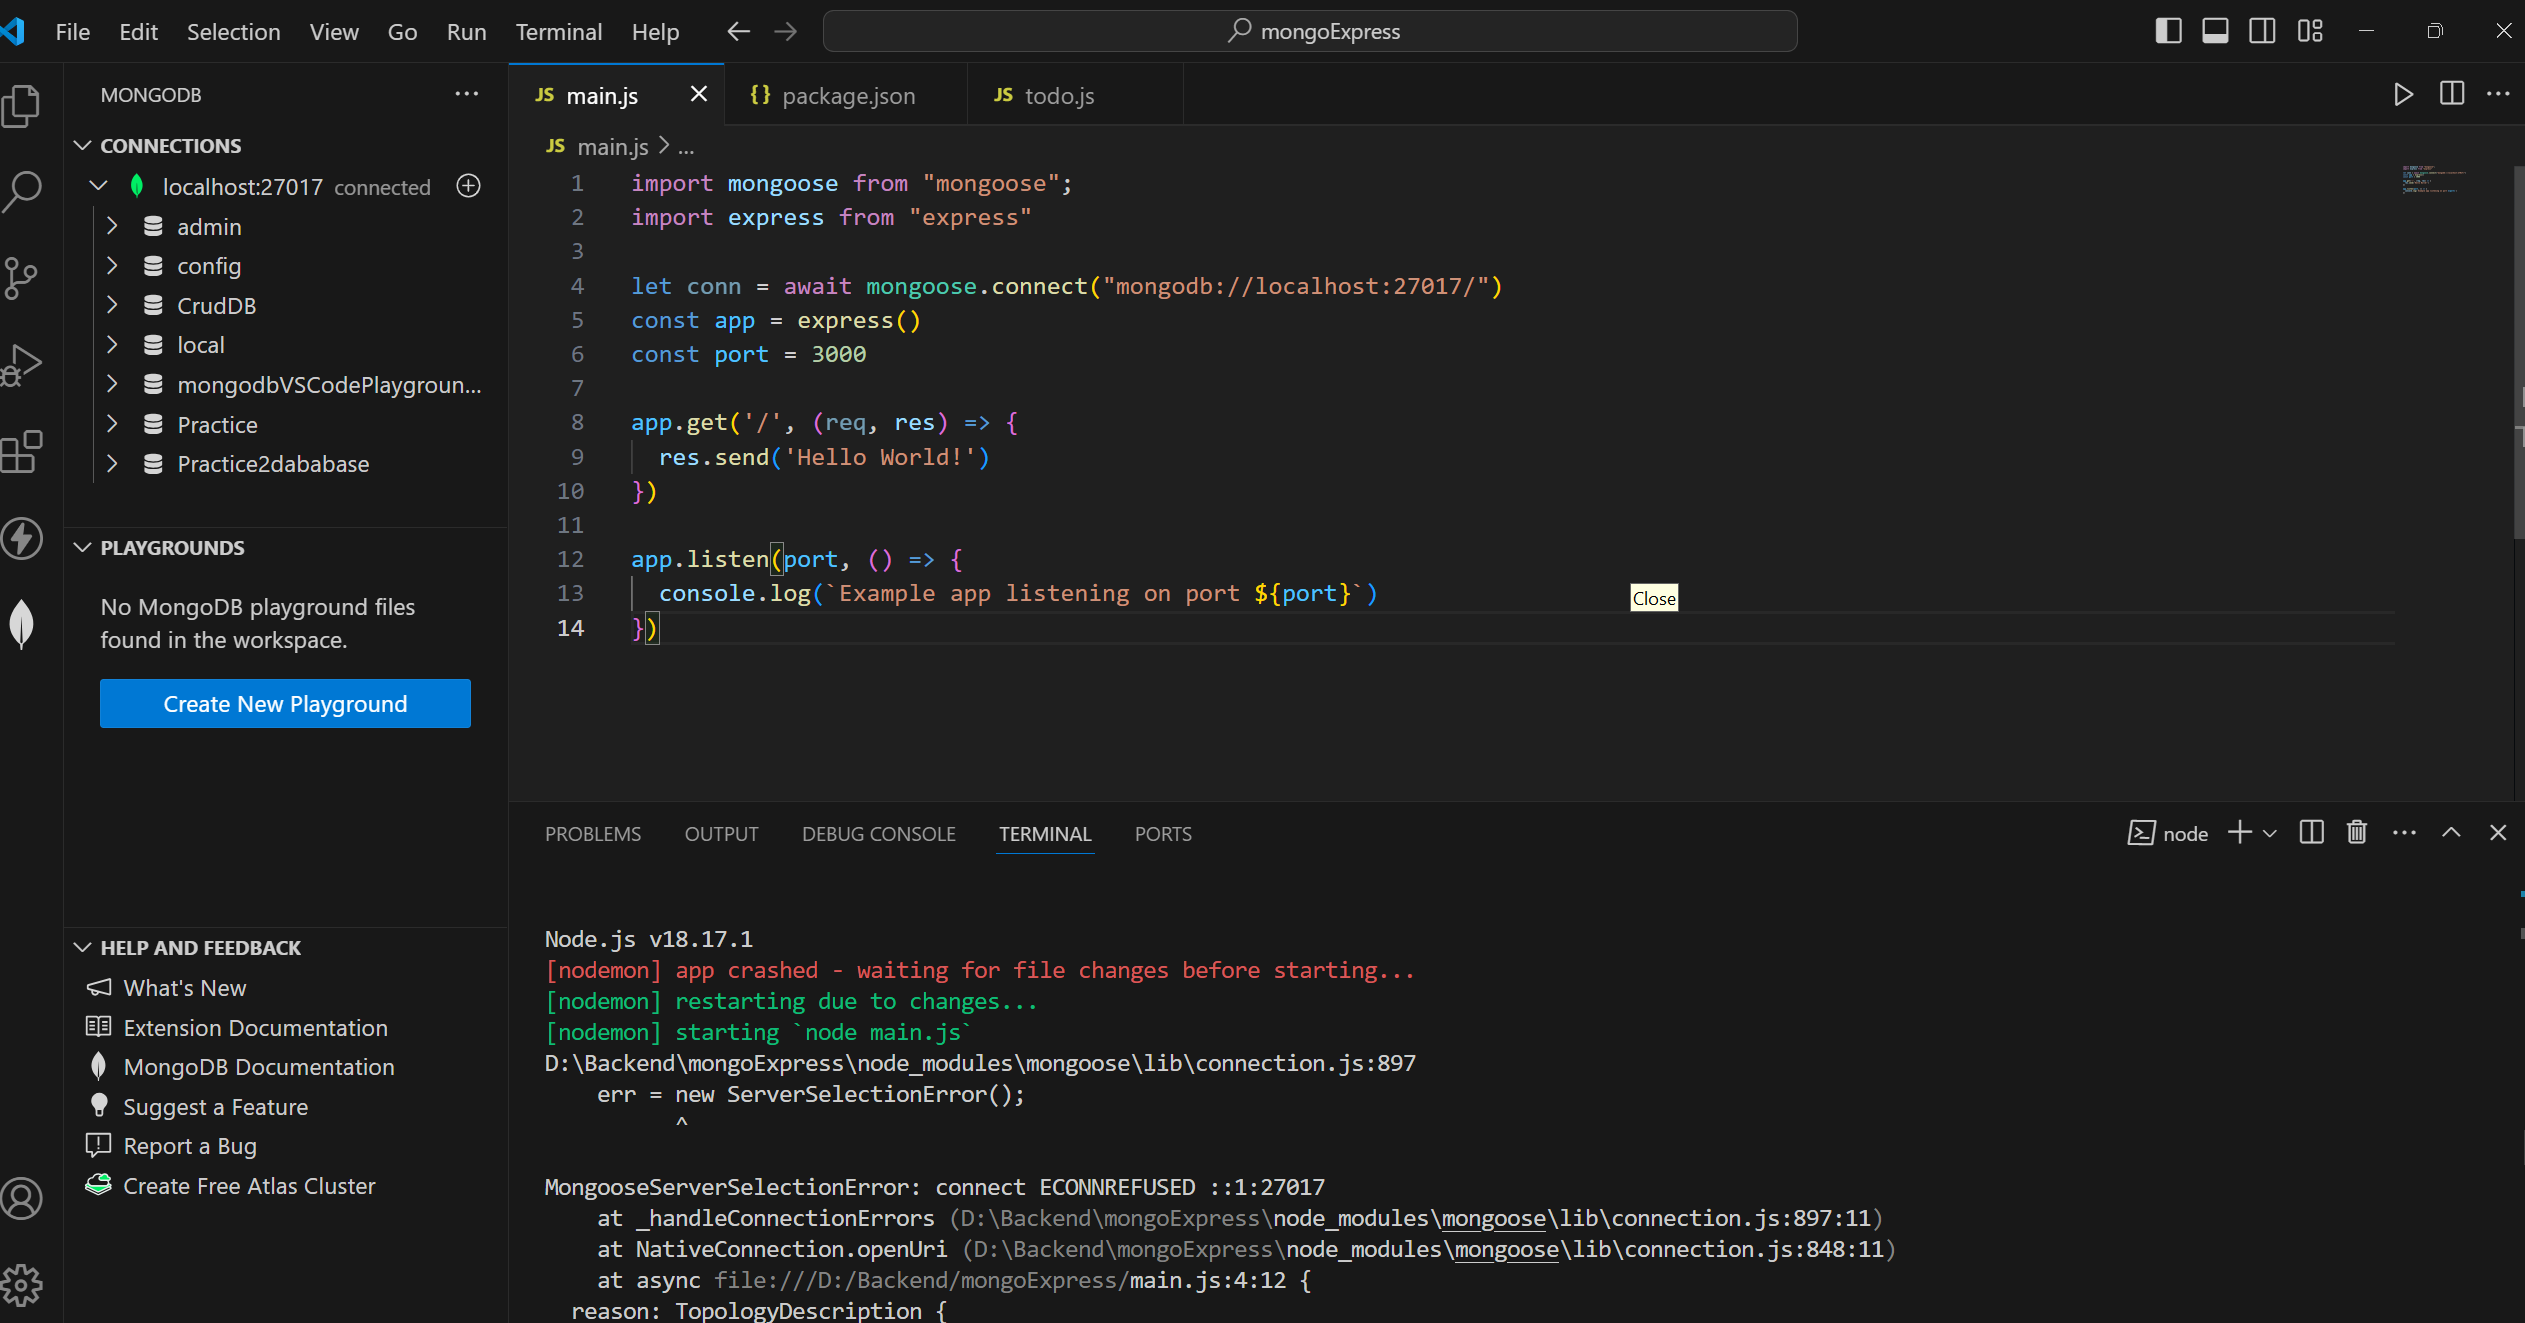 File Edit Selection View Go Run Terminal Help mongoExpress
MONGODB
CONNECTIONS
localhost:27017 connected
admin
config
CrudDB
local
mongodbVSCodePlaygroun...
Practice
Practice2dababase
PLAYGROUNDS
No MongoDB playground files
found in the workspace.
Create New Playground
HELP AND FEEDBACK
What's New
Extension Documentation
MongoDB Documentation
Suggest a Feature
Report a Bug
Create Free Atlas Cluster
JS main.js {} package.json JS todo.js
JS main.js > ...
1 import mongoose from "mongoose";
2 import express from "express"
3
4 let conn = await mongoose.connect("mongodb://localhost:27017/")
5 const app = express()
6 const port = 3000
7
8 app.get('/', (req, res) => {
9 res.send('Hello World!')
10 })
11
12 app.listen(port, () => {
13 console.log(`Example app listening on port ${port}`)
14 })
Close
PROBLEMS OUTPUT DEBUG CONSOLE TERMINAL PORTS node
Node.js v18.17.1
[nodemon] app crashed - waiting for file changes before starting...
[nodemon] restarting due to changes...
[nodemon] starting `node main.js`
D:\Backend\mongoExpress\node_modules\mongoose\lib\connection.js:897
err = new ServerSelectionError();
^
MongooseServerSelectionError: connect ECONNREFUSED ::1:27017
at _handleConnectionErrors (D:\Backend\mongoExpress\node_modules\mongoose\lib\connection.js:897:11)
at NativeConnection.openUri (D:\Backend\mongoExpress\node_modules\mongoose\lib\connection.js:848:11)
at async file:///D:/Backend/mongoExpress/main.js:4:12 {
reason: TopologyDescription {